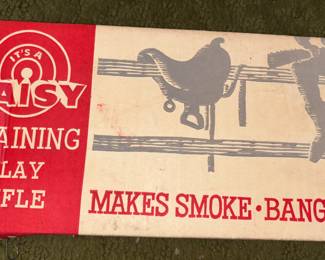 IT'S A
AISY
AINING
LAY
FLE
MAKES SMOKE • BANG